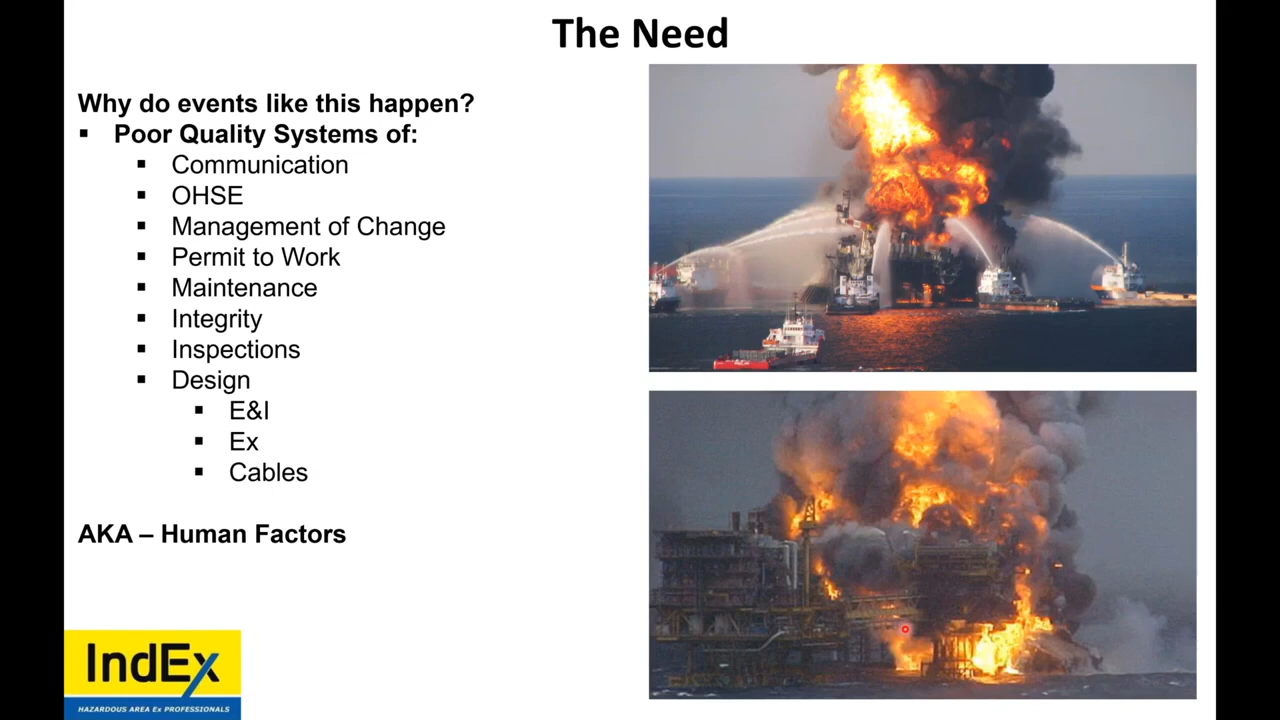 The Need
Why do events like this happen?
▪ Poor Quality Systems of:
▪ Communication
▪ OHSE
▪ Management of Change
▪ Permit to Work
▪ Maintenance
▪ Integrity
▪ Inspections
▪ Design
▪ E&I
▪ Ex
▪ Cables
AKA – Human Factors
IndEx
HAZARDOUS AREA Ex PROFESSIONALS